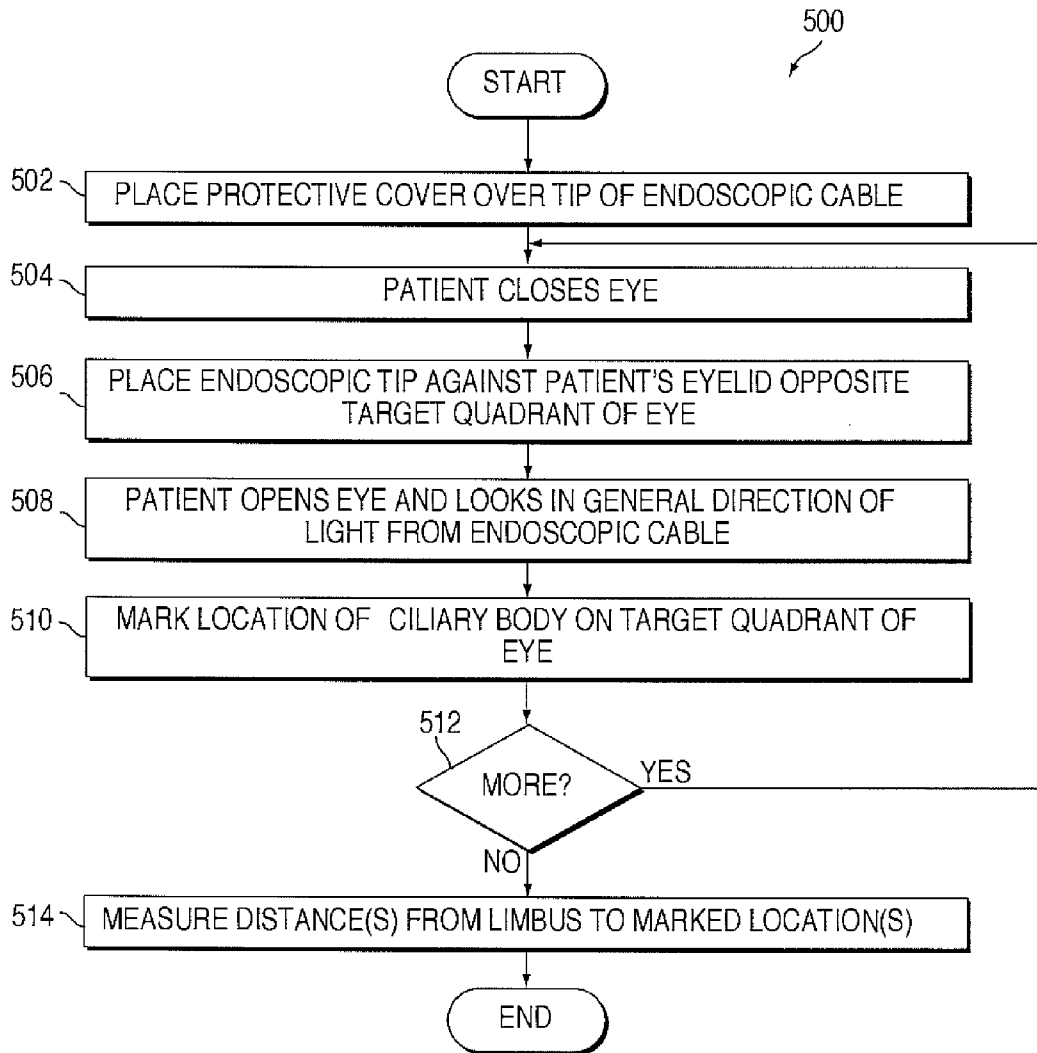 500
START
502
PLACE PROTECTIVE COVER OVER TIP OF ENDOSCOPIC CABLE
504
PATIENT CLOSES EYE
506
PLACE ENDOSCOPIC TIP AGAINST PATIENT'S EYELID OPPOSITE
TARGET QUADRANT OF EYE
508
PATIENT OPENS EYE AND LOOKS IN GENERAL DIRECTION OF
LIGHT FROM ENDOSCOPIC CABLE
510
MARK LOCATION OF CILIARY BODY ON TARGET QUADRANT OF
EYE
512
MORE?
YES
NO
514
MEASURE DISTANCE(S) FROM LIMBUS TO MARKED LOCATION(S)
END